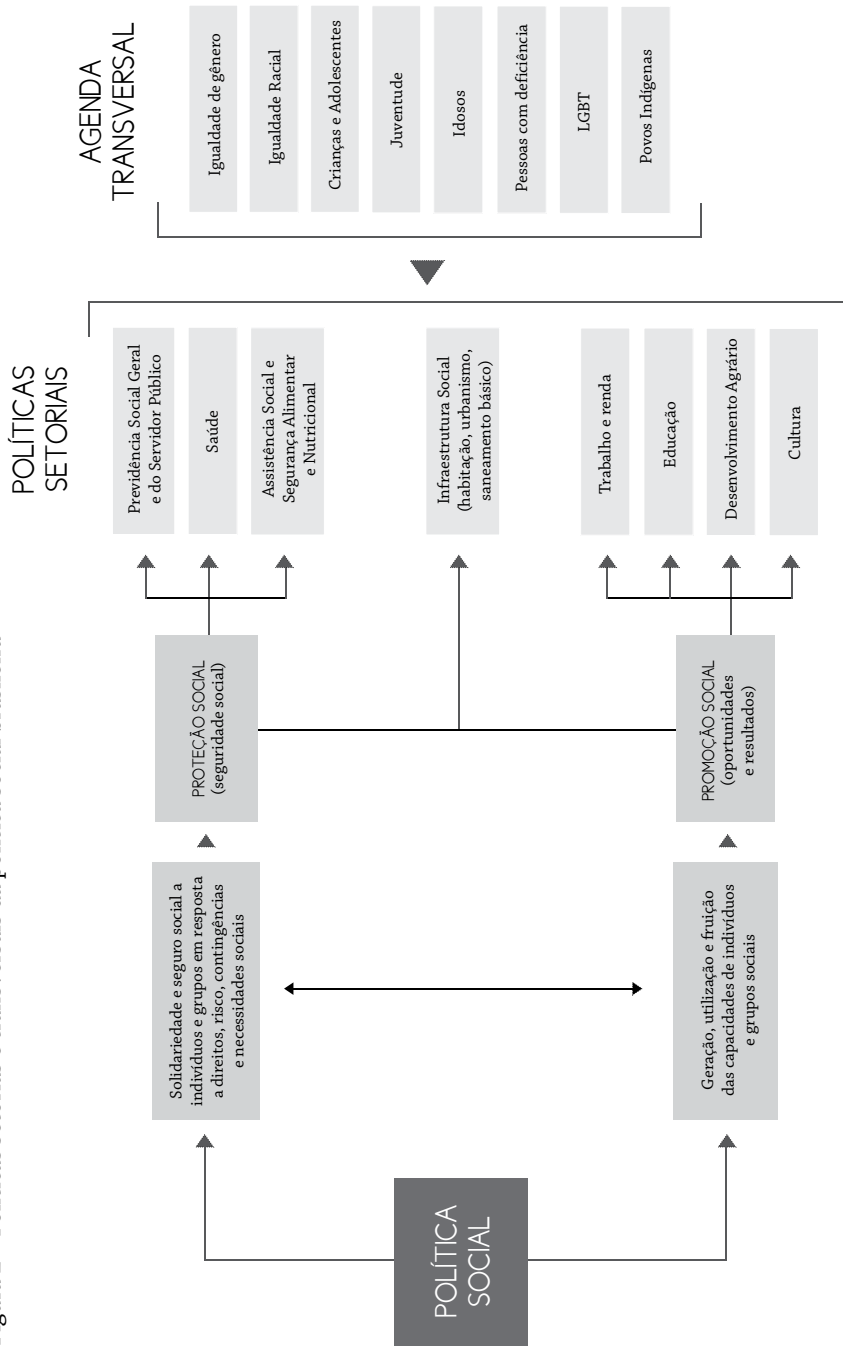 POLÍTICA
SOCIAL
Solidariedade e seguro social a
indivíduos e grupos em resposta
a direitos, risco, contingências
e necessidades sociais
Geração, utilização e fruição
das capacidades de indivíduos
e grupos sociais
PROTEÇÃO SOCIAL
(seguridade social)
PROMOÇÃO SOCIAL
(oportunidades
e resultados)
POLÍTICAS
SETORIAIS
Previdência Social Geral
e do Servidor Público
Saúde
Assistência Social e
Segurança Alimentar
e Nutricional
Infraestrutura Social
(habitação, urbanismo,
saneamento básico)
Trabalho e renda
Educação
Desenvolvimento Agrário
Cultura
AGENDA
TRANSVERSAL
Igualdade de gênero
Igualdade Racial
Crianças e Adolescentes
Juventude
Idosos
Pessoas com deficiência
LGBT
Povos Indígenas